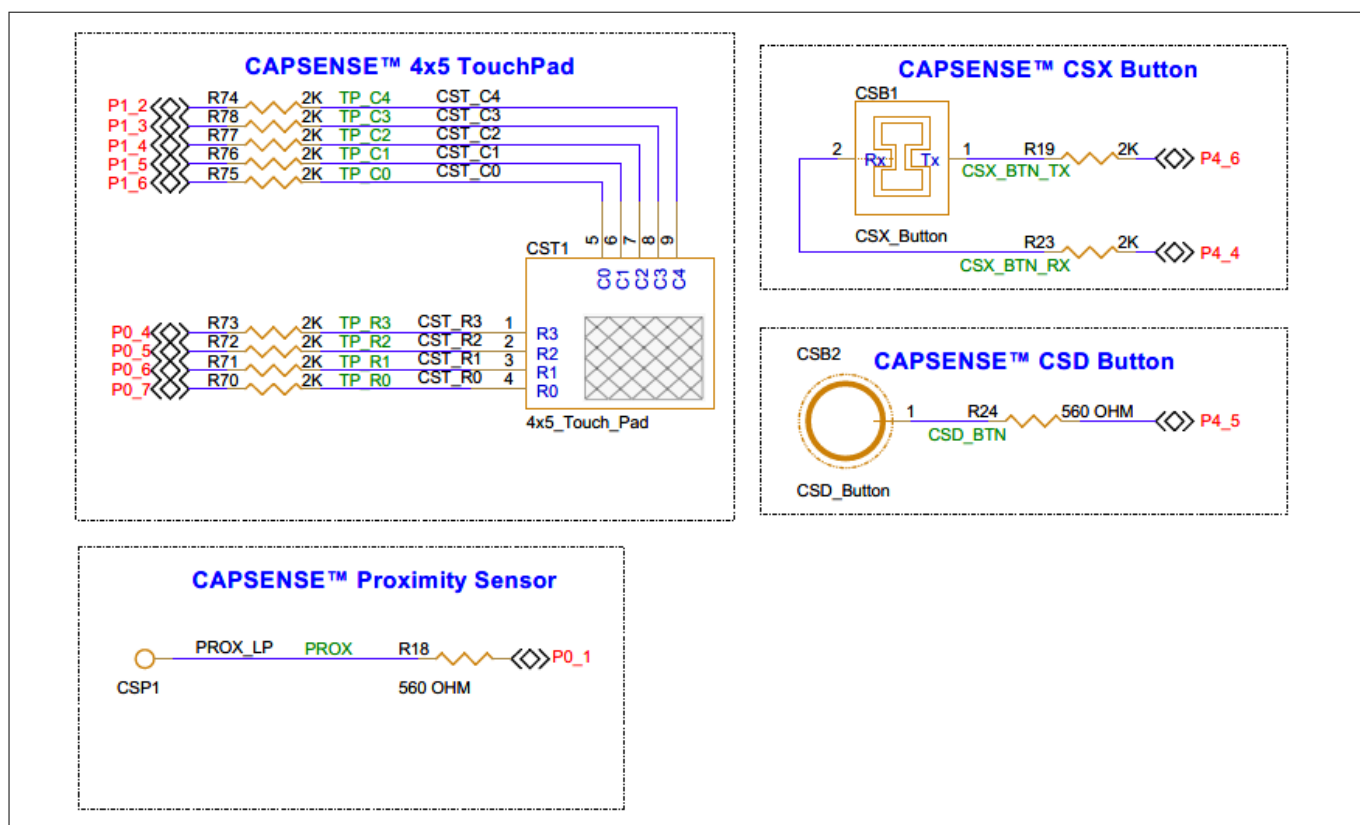 CAPSENSE™ 4x5 TouchPad
P1_2 R74 2K TP_C4 CST_C4
P1_3 R78 2K TP_C3 CST_C3
P1_4 R77 2K TP_C2 CST_C2
P1_5 R76 2K TP_C1 CST_C1
P1_6 R75 2K TP_C0 CST_C0
CST1
5 6 7 8 9
C0 C1 C2 C3 C4
P0_4 R73 2K TP_R3 CST_R3 1 R3
P0_5 R72 2K TP_R2 CST_R2 2 R2
P0_6 R71 2K TP_R1 CST_R1 3 R1
P0_7 R70 2K TP_R0 CST_R0 4 R0
4x5_Touch_Pad
CAPSENSE™ CSX Button
CSB1
2 Rx Tx 1 R19 2K P4_6
CSX_BTN_TX
CSX_Button R23 2K P4_4
CSX_BTN_RX
CSB2
CAPSENSE™ CSD Button
1 R24 560 OHM P4_5
CSD_BTN
CSD_Button
CAPSENSE™ Proximity Sensor
PROX_LP PROX R18 P0_1
CSP1 560 OHM